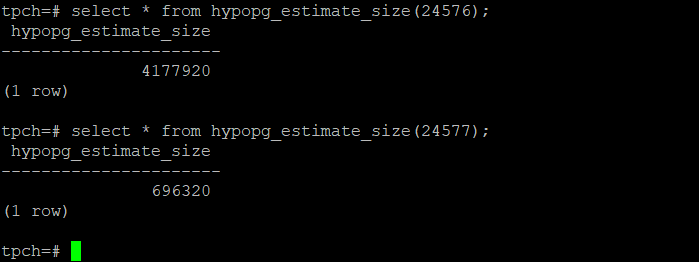 tpch=# select * from hypopg_estimate_size(24576);
 hypopg_estimate_size
----------------------
              4177920
(1 row)

tpch=# select * from hypopg_estimate_size(24577);
 hypopg_estimate_size
----------------------
               696320
(1 row)

tpch=#